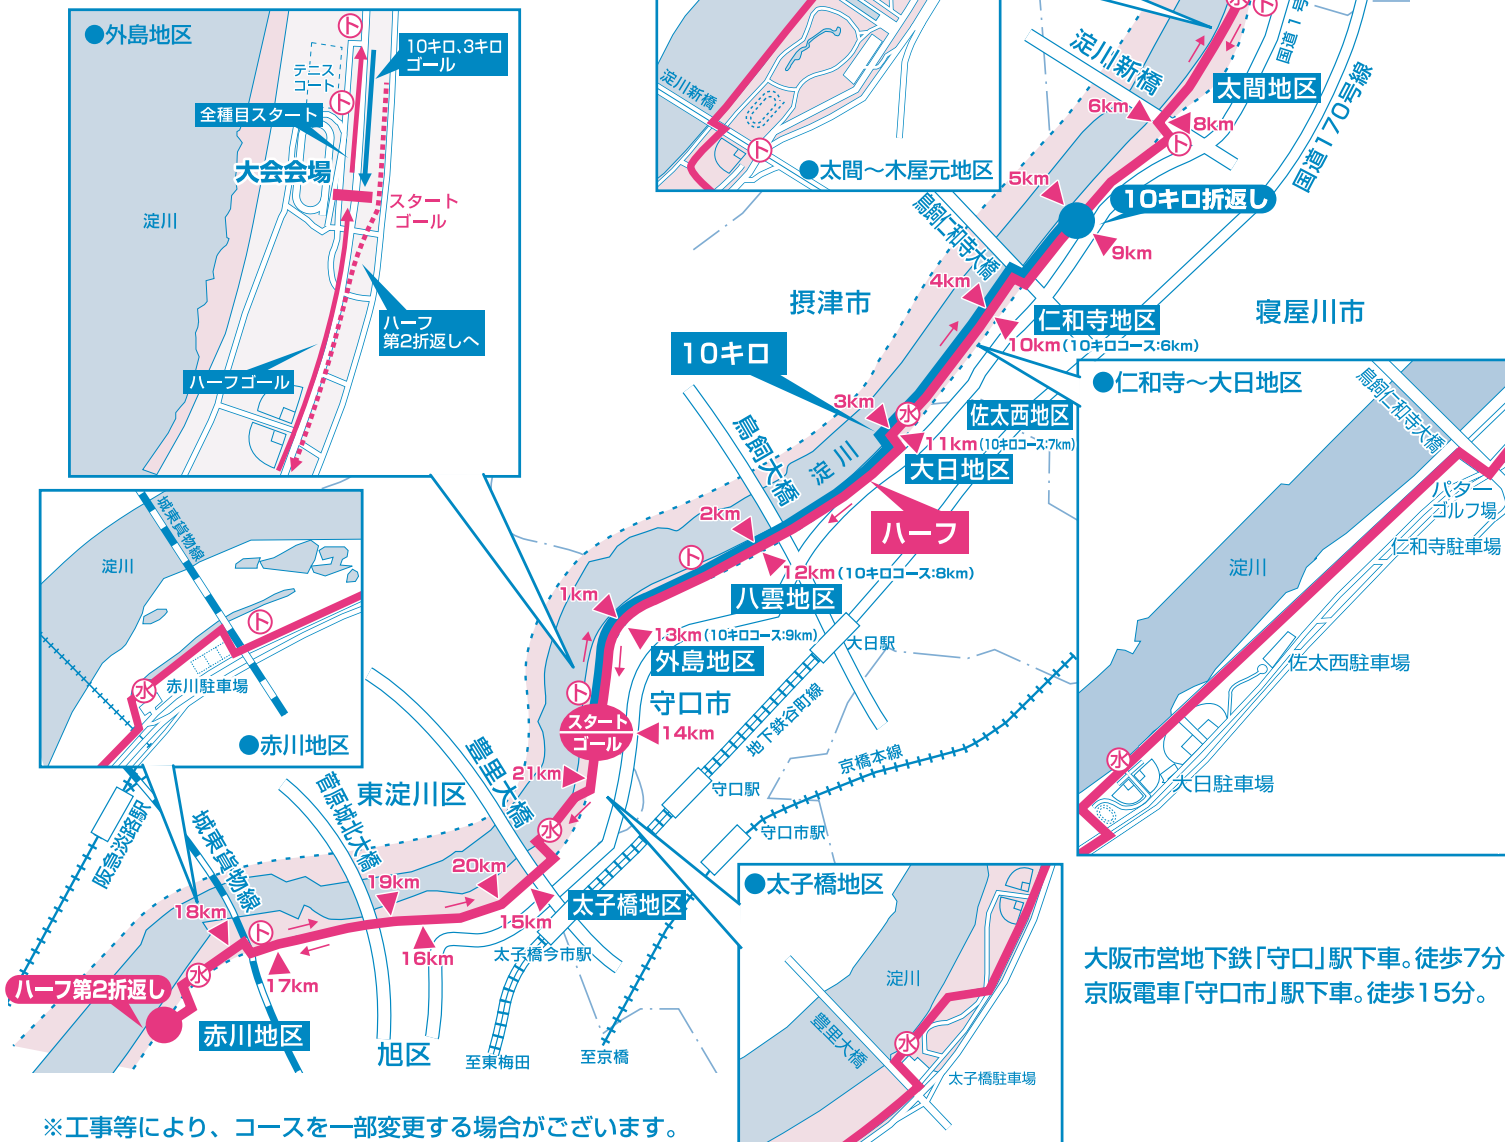 ●外島地区
ト
10キロ、3キロ
ゴール
テニス
コート
ト
全種目スタート
大会会場
スタート
ゴール
淀川
ハーフ
第2折返しへ
ハーフゴール
淀川新橋
ト
●太間～木屋元地区
水
ト
国道1号
淀川新橋
太間地区
6km
8km
ト
国道170号線
5km
10キロ折返し
鳥飼仁和寺大橋
9km
4km
摂津市
寝屋川市
仁和寺地区
10km(10キロコース:6km)
10キロ
3km
水
佐太西地区
11km(10キロコース:7km)
大日地区
鳥飼大橋
淀川
ハーフ
2km
ト
12km(10キロコース:8km)
八雲地区
1km
13km(10キロコース:9km)
外島地区
大日駅
ト
守口市
スタート
ゴール
14km
地下鉄谷町線
京橋本線
21km
守口駅
守口市駅
●仁和寺～大日地区
鳥飼仁和寺大橋
パター
ゴルフ場
仁和寺駐車場
淀川
佐太西駐車場
水
大日駐車場
城東貨物線
淀川
ト
水
赤川駐車場
●赤川地区
豊里大橋
東淀川区
菅原城北大橋
水
阪急淡路駅
城東貨物線
20km
19km
18km
ト
太子橋地区
15km
16km
太子橋今市駅
水
17km
ハーフ第2折返し
赤川地区
旭区
至東梅田
至京橋
●太子橋地区
淀川
豊里大橋
水
太子橋駐車場
大阪市営地下鉄「守口」駅下車。徒歩7分
京阪電車「守口市」駅下車。徒歩15分。
※工事等により、コースを一部変更する場合がございます。